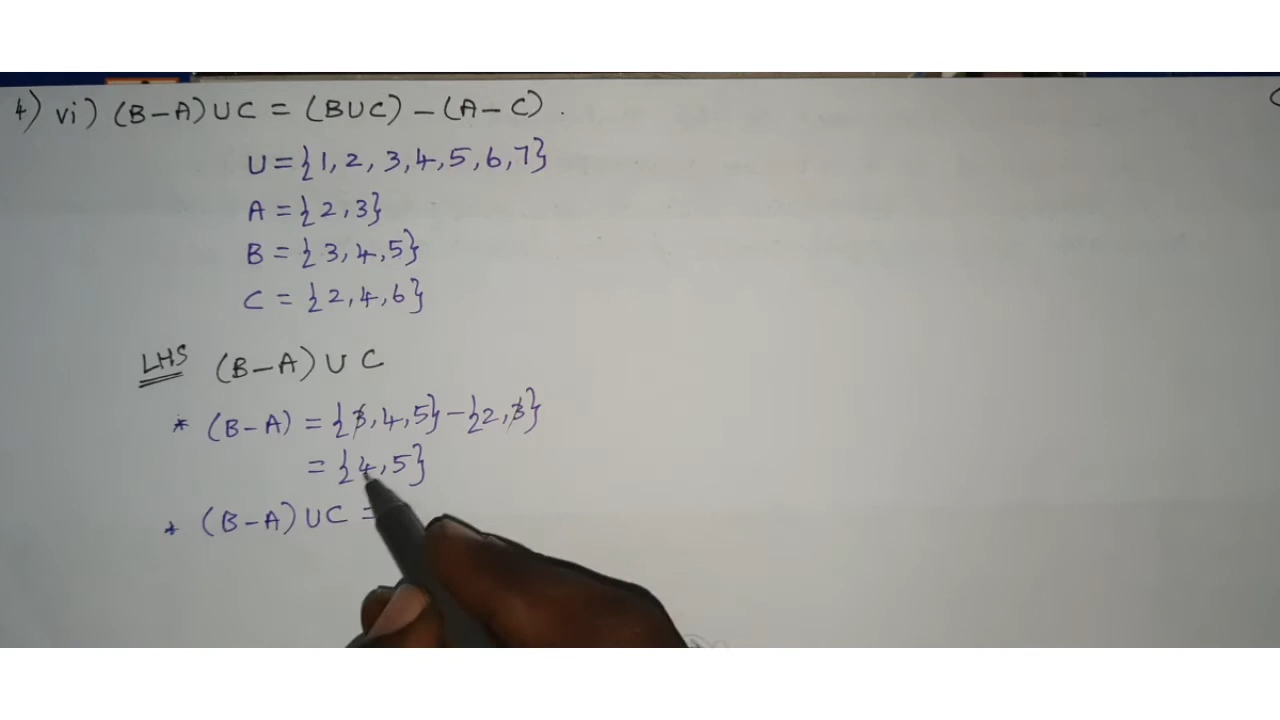 4) vi) (B-A)∪C = (B∪C)-(A-C).
U={1,2,3,4,5,6,7}
A={2,3}
B={3,4,5}
C={2,4,6}
LHS (B-A)∪C
* (B-A) = {3,4,5}-{2,3}
= {4,5}
* (B-A)∪C =